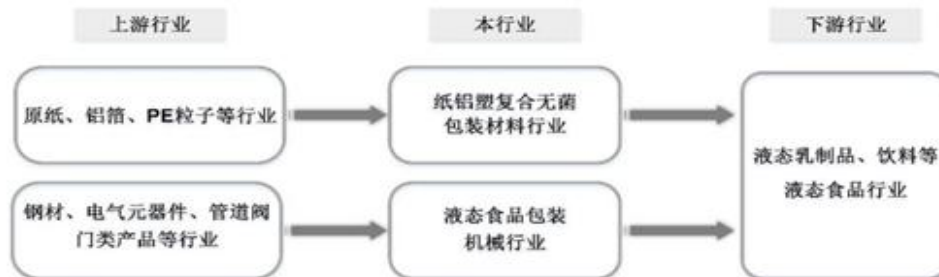 上游行业
本行业
下游行业
原纸、铝箔、PE粒子等行业
纸铝塑复合无菌
包装材料行业
液态乳制品、饮料等
液态食品行业
钢材、电气元器件、管道阀
门类产品等行业
液态食品包装
机械行业